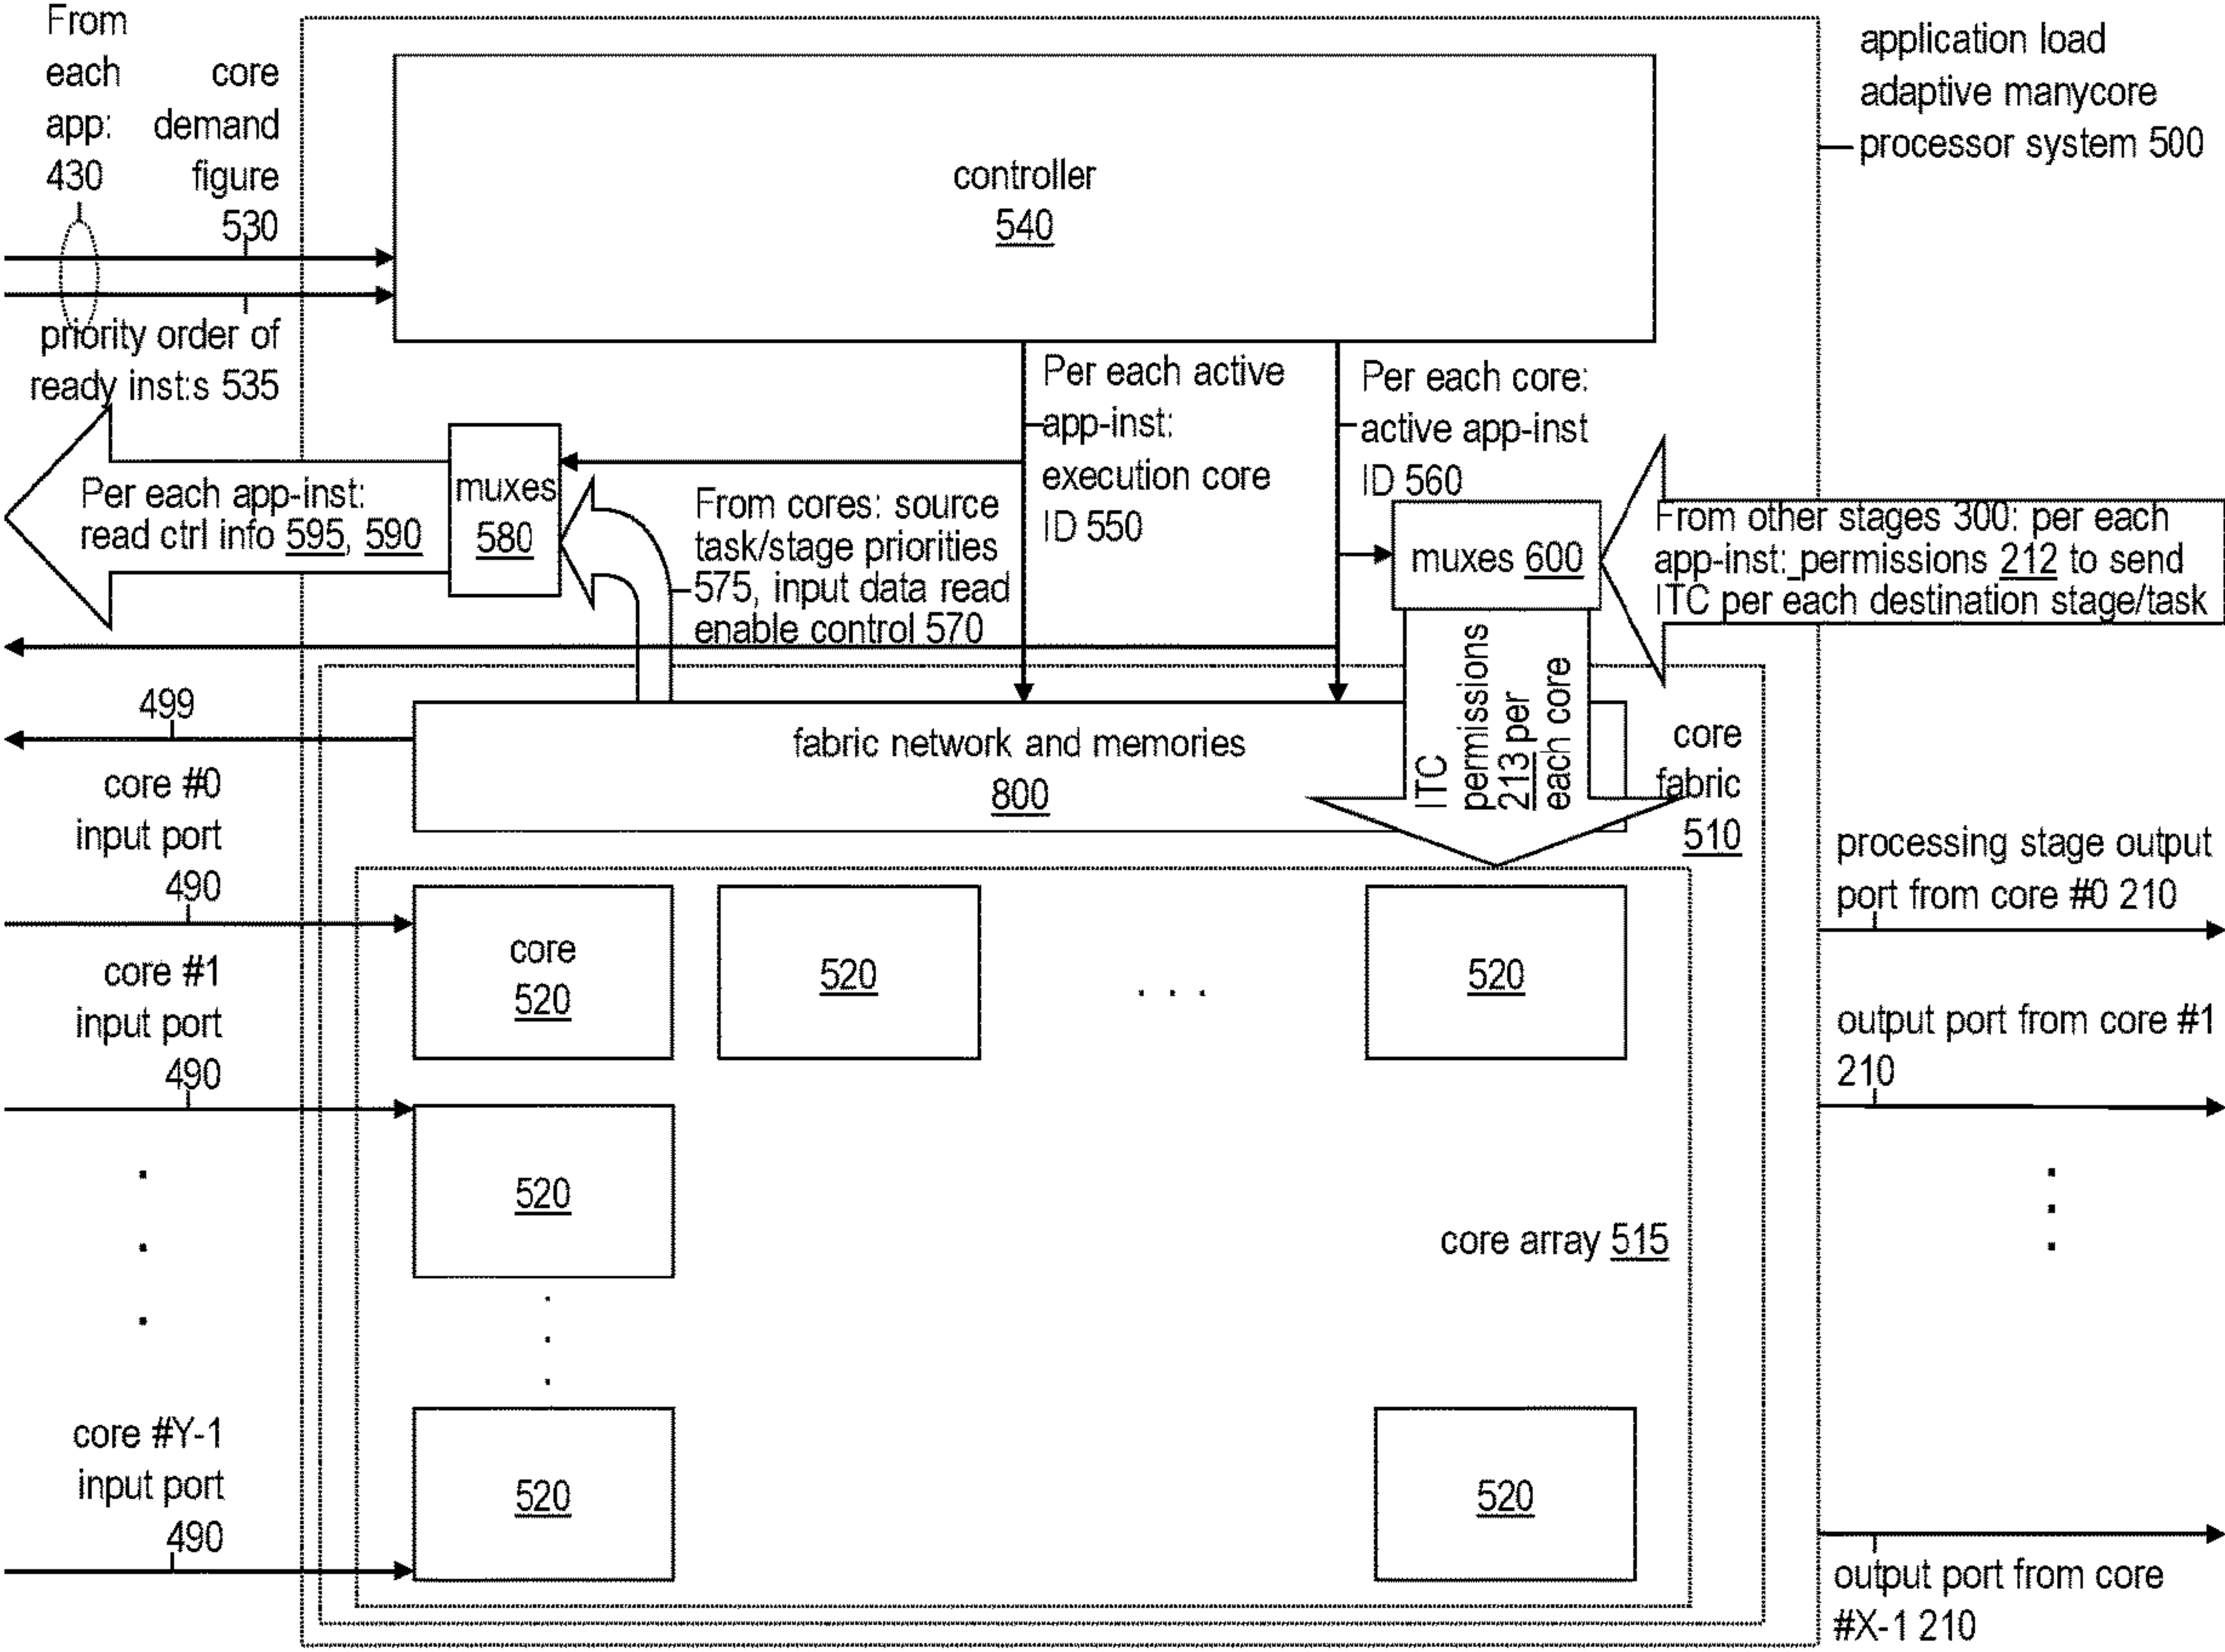 From
each core
app: demand
430 figure
530
priority order of
ready inst:s 535
application load
adaptive manycore
processor system 500
controller
540
Per each active
app-inst:
execution core
ID 550
Per each core:
active app-inst
ID 560
Per each app-inst:
read ctrl info 595, 590
muxes
580
From cores: source
task/stage priorities
575, input data read
enable control 570
muxes 600
From other stages 300: per each
app-inst: permissions 212 to send
ITC per each destination stage/task
ITC
permissions
213 per
each core
499
fabric network and memories
800
core
fabric
510
core #0
input port
490
core #1
input port
490
.
.
.
core #Y-1
input port
490
core
520
520
. . .
520
520
.
.
.
520
520
core array 515
processing stage output
port from core #0 210
output port from core #1
210
.
.
.
output port from core
#X-1 210